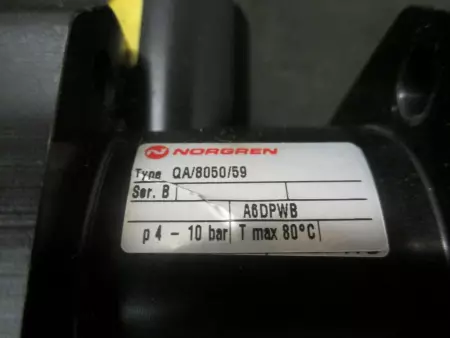 NORGREN
Type QA/8050/59
Ser. B
A6DPWB
p 4 - 10 bar T max 80°C